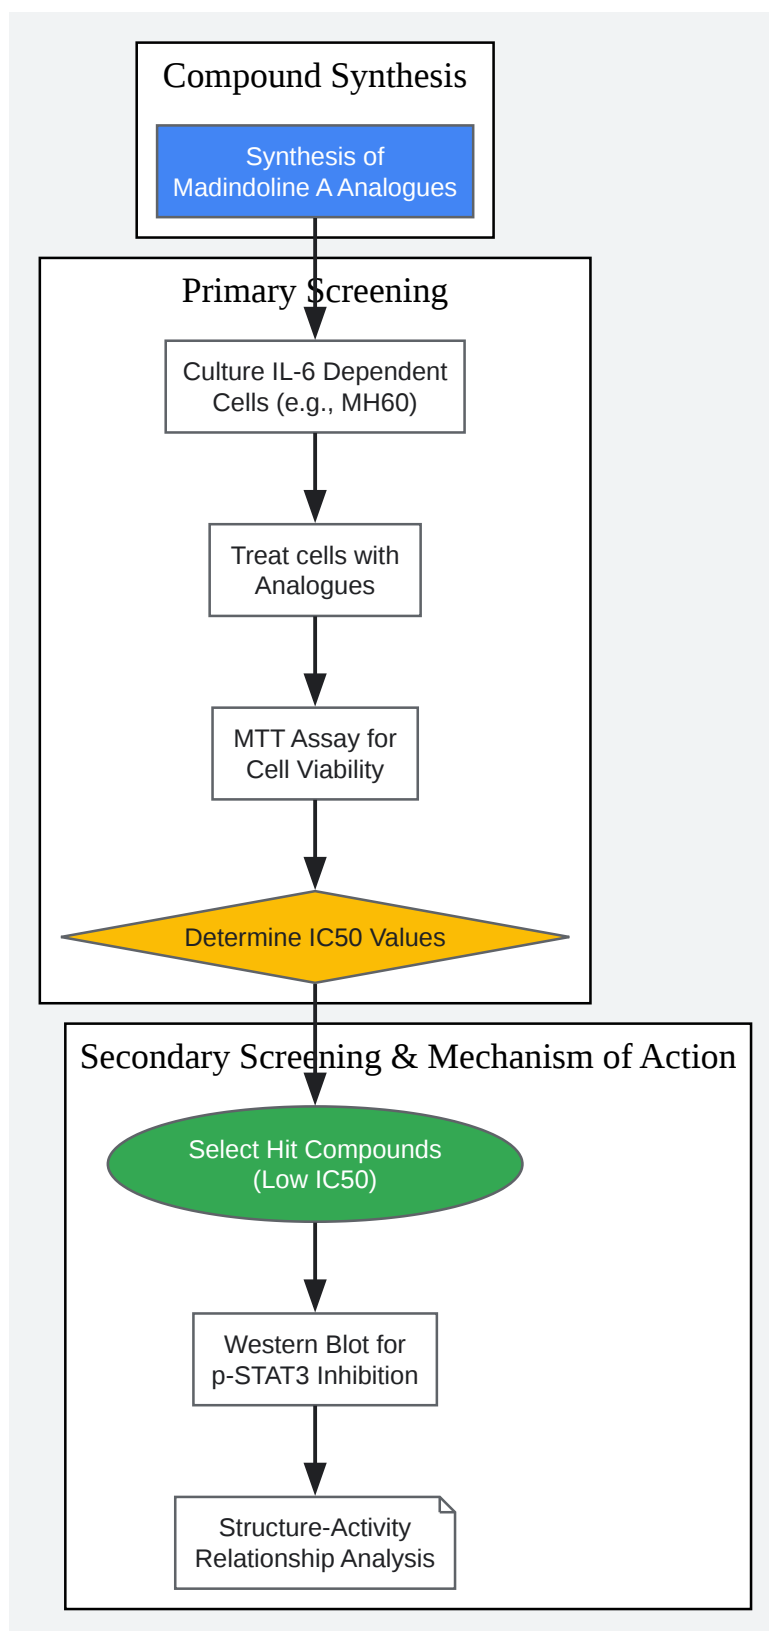 Compound Synthesis
Synthesis of
Madindoline A Analogues
Primary Screening
Culture IL-6 Dependent
Cells (e.g., MH60)
Treat cells with
Analogues
MTT Assay for
Cell Viability
Determine IC50 Values
Secondary Screening & Mechanism of Action
Select Hit Compounds
(Low IC50)
Western Blot for
p-STAT3 Inhibition
Structure-Activity
Relationship Analysis